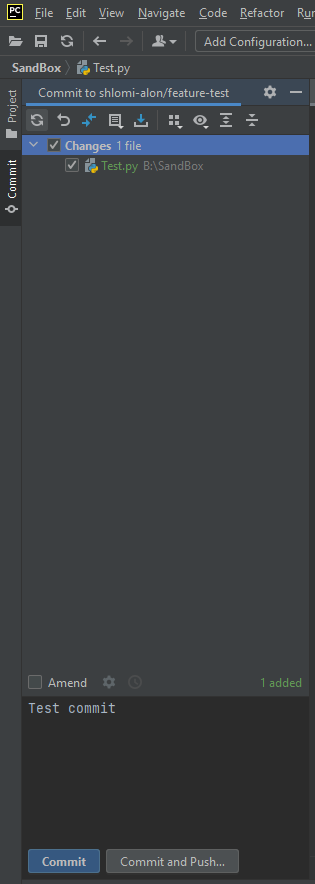 PC File Edit View Navigate Code Refactor Ru
Add Configuration...
SandBox Test.py
Project
Commit to shlomi-alon/feature-test
Commit
Changes 1 file
Test.py B:\SandBox
Amend 1 added
Test commit
Commit Commit and Push...